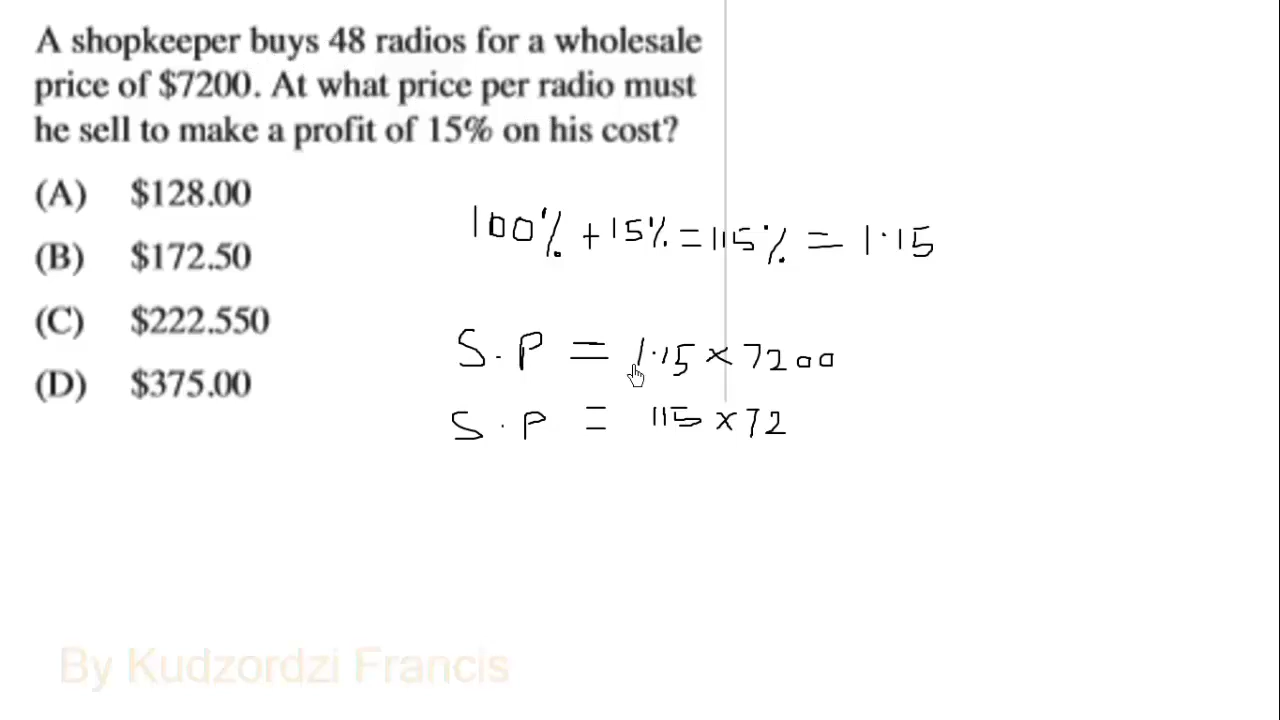 A shopkeeper buys 48 radios for a wholesale
price of $7200. At what price per radio must
he sell to make a profit of 15% on his cost?
(A) $128.00
(B) $172.50
(C) $222.550
(D) $375.00
100% + 15% = 115% = 1.15
S.P = 1.15 × 7200
S.P = 115 × 72
By Kudzordzi Francis